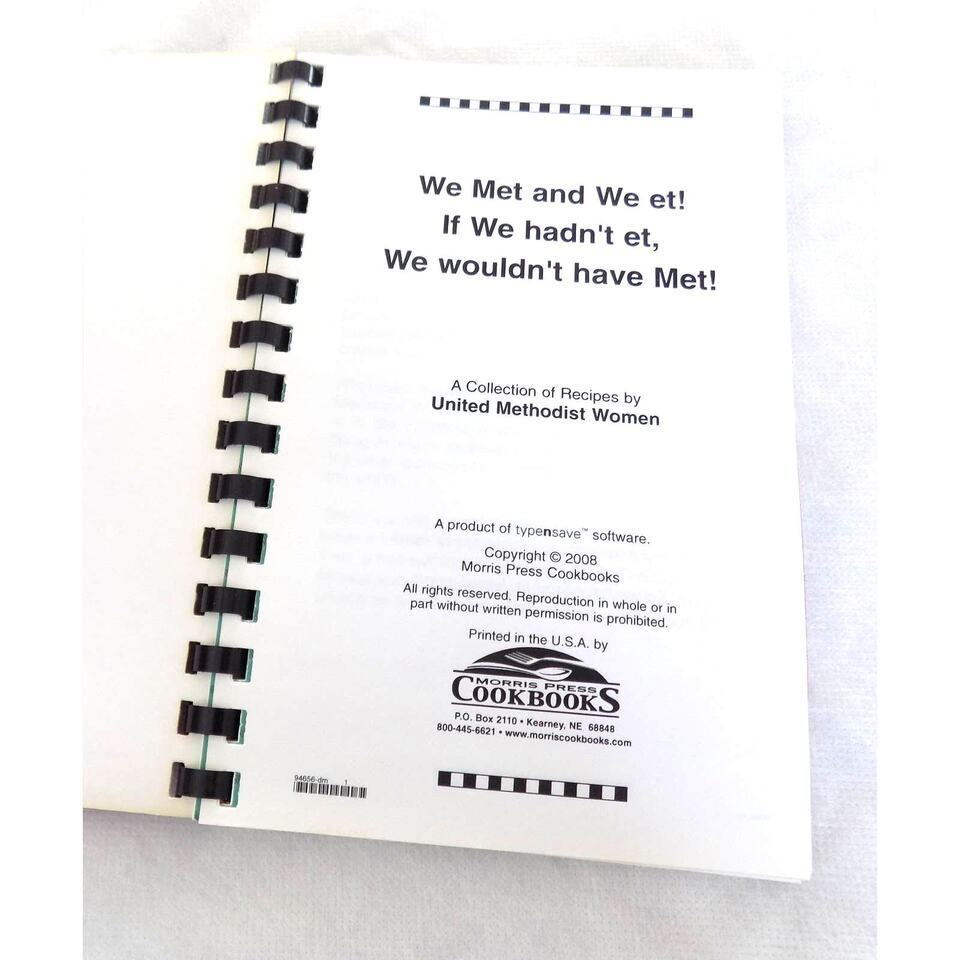 We Met and We et!
If We hadn't et,
We wouldn't have Met!
A Collection of Recipes by
United Methodist Women
A product of typensave™ software.
Copyright © 2008
Morris Press Cookbooks
All rights reserved. Reproduction in whole or in
part without written permission is prohibited.
Printed in the U.S.A. by
MORRIS PRESS
COOKBOOKS
P.O. Box 2110 • Kearney, NE 68848
800-445-6621 • www.morriscookbooks.com
94656-dm 1